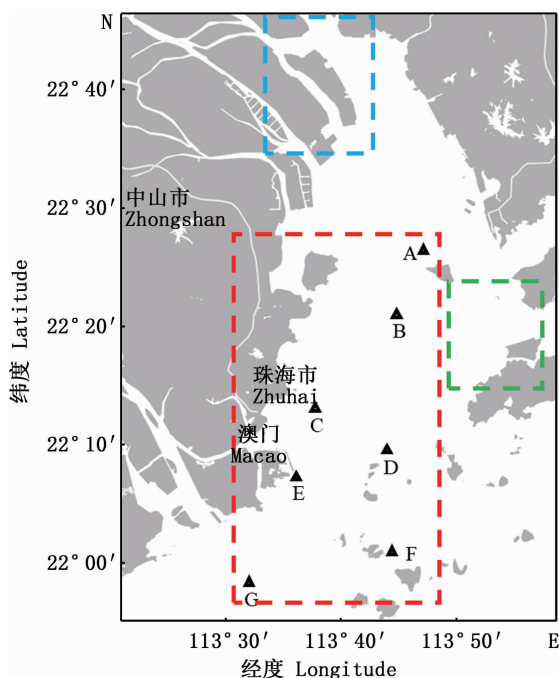 N
22°40′
中山市
22°30′
Zhongshan
A
纬度 Latitude
22°20′
B
珠海市
Zhuhai
C
澳门
22°10′
Macao
D
E
22°00′
F
G
113°30′
113°40′
113°50′
E
经度 Longitude